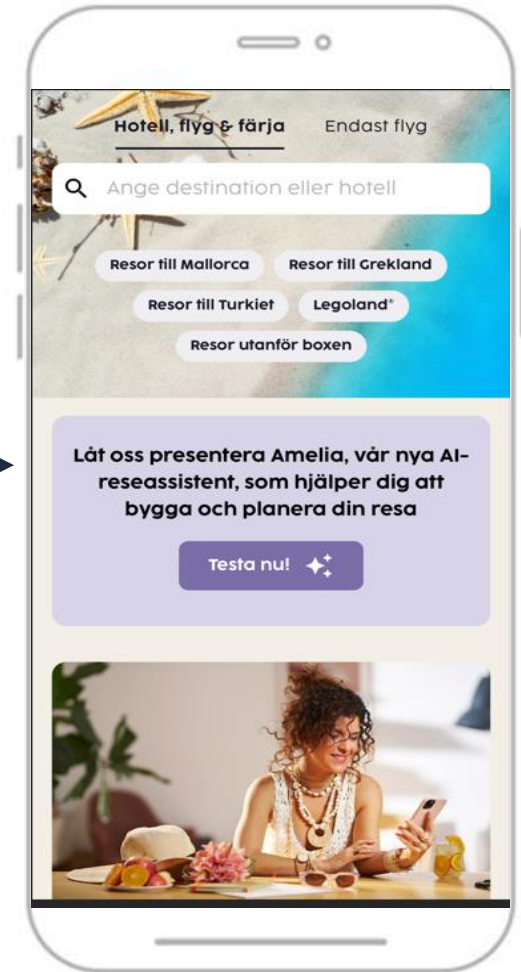 Hotell, flyg & färja
Endast flyg
Ange destination eller hotell
Resor till Mallorca
Resor till Grekland
Resor till Turkiet
Legoland®
Resor utanför boxen
Låt oss presentera Amelia, vår nya AI-
reseassistent, som hjälper dig att
bygga och planera din resa
Testa nu!